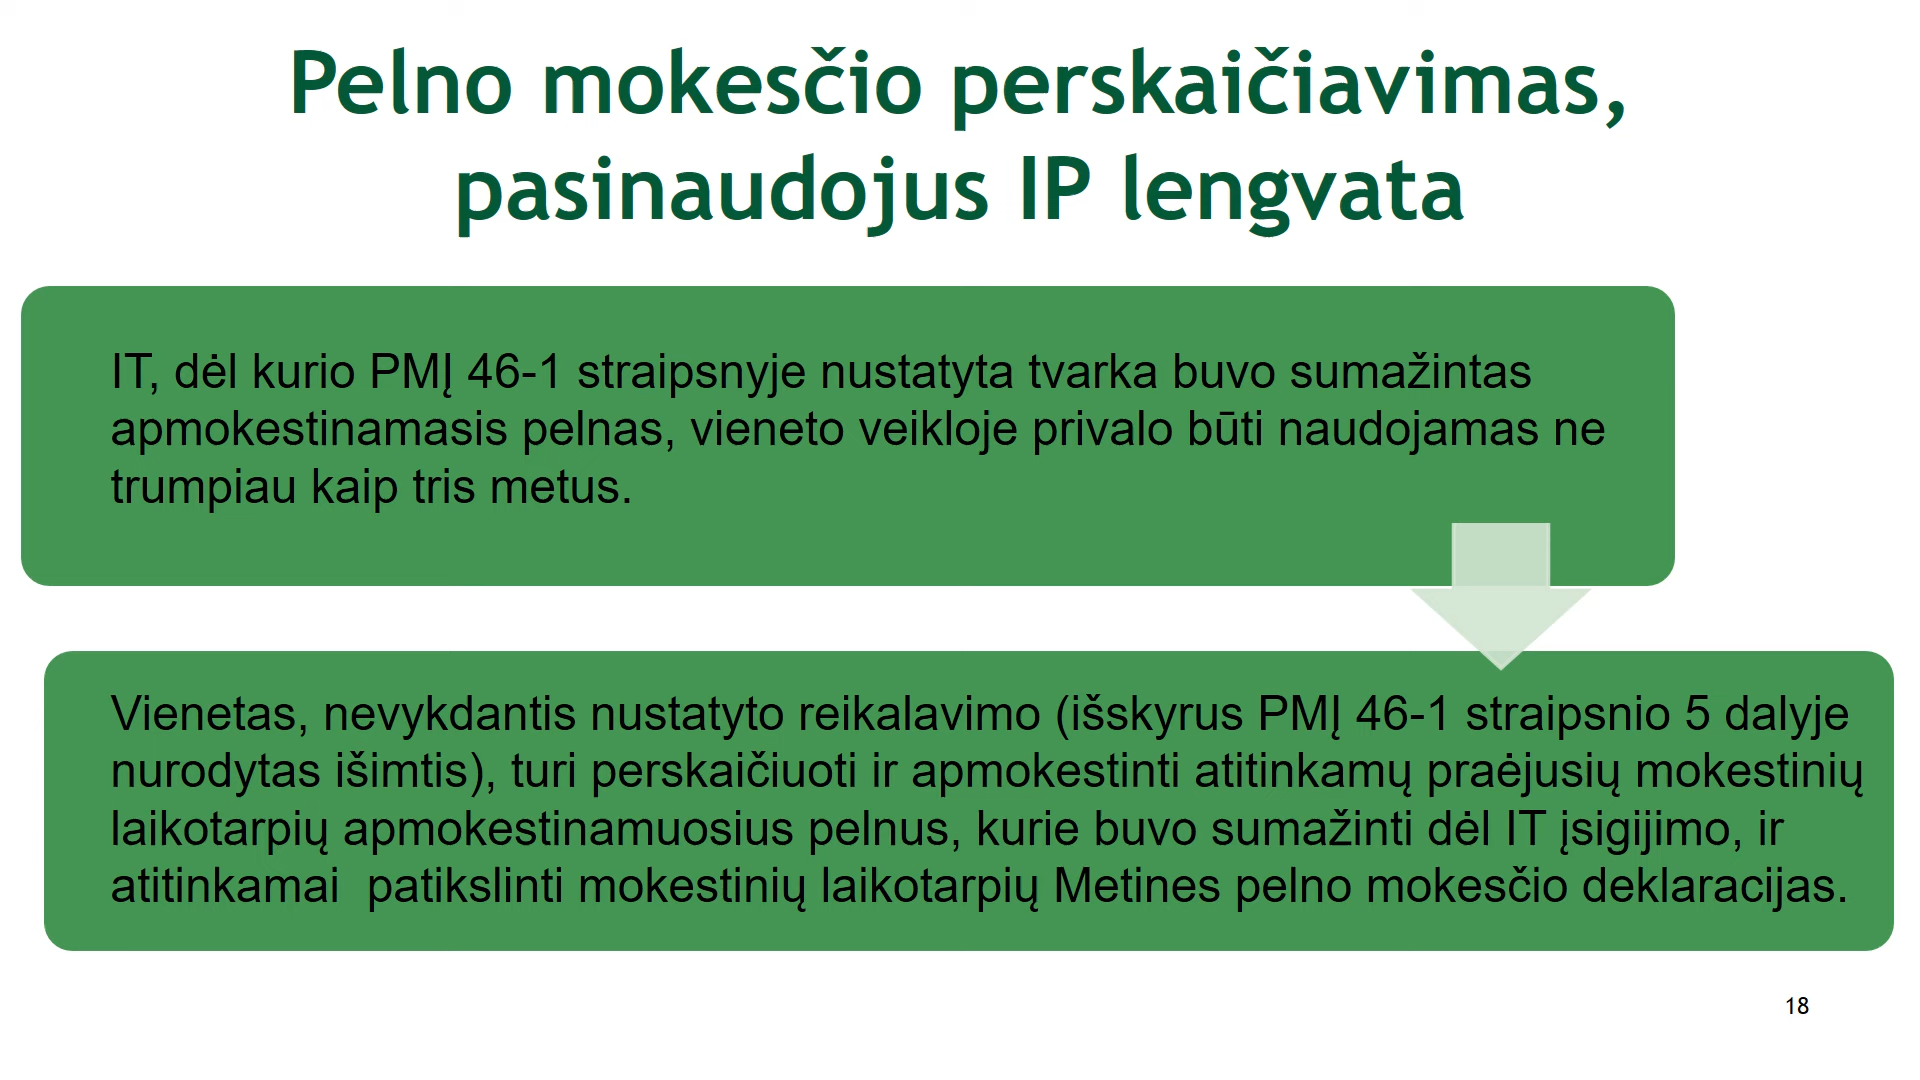 Pelno mokesčio perskaičiavimas,
pasinaudojus IP lengvata
IT, dėl kurio PMĮ 46-1 straipsnyje nustatyta tvarka buvo sumažintas
apmokestinamasis pelnas, vieneto veikloje privalo būti naudojamas ne
trumpiau kaip tris metus.
Vienetas, nevykdantis nustatyto reikalavimo (išskyrus PMĮ 46-1 straipsnio 5 dalyje
nurodytas išimtis), turi perskaičiuoti ir apmokestinti atitinkamų praėjusių mokestinių
laikotarpių apmokestinamuosius pelnus, kurie buvo sumažinti dėl IT įsigijimo, ir
atitinkamai  patikslinti mokestinių laikotarpių Metines pelno mokesčio deklaracijas.
18